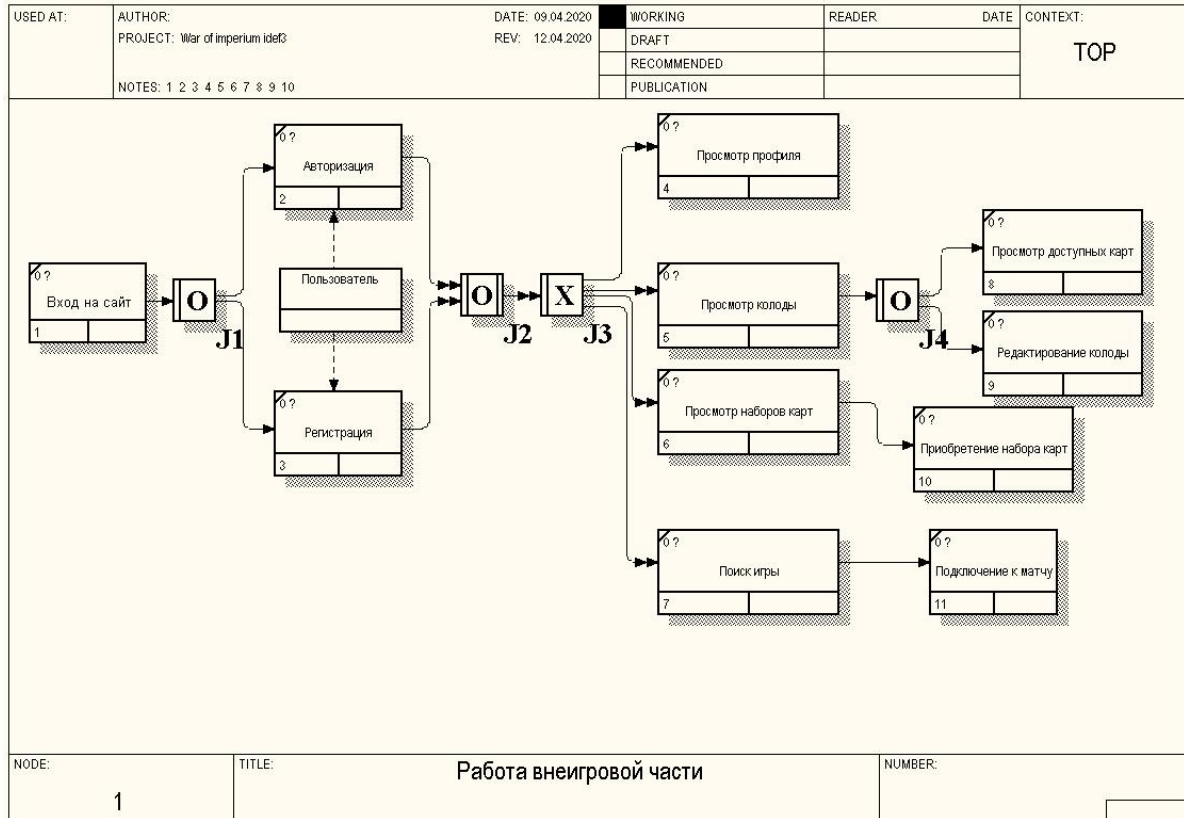 USED AT:
AUTHOR:
DATE: 09.04.2020
WORKING
READER
DATE
CONTEXT:
PROJECT: War of imperium idef3
REV: 12.04.2020
DRAFT
TOP
RECOMMENDED
NOTES: 1 2 3 4 5 6 7 8 9 10
PUBLICATION
0 ?
Вход на сайт
1
O
J1
0 ?
Авторизация
2
Пользователь
0 ?
Регистрация
3
O
J2
X
J3
0 ?
Просмотр профиля
4
0 ?
Просмотр колоды
5
0 ?
Просмотр наборов карт
6
0 ?
Поиск игры
7
O
J4
0 ?
Просмотр доступных карт
8
0 ?
Редактирование колоды
9
0 ?
Приобретение набора карт
10
0 ?
Подключение к матчу
11
NODE:
1
TITLE:
Работа внеигровой части
NUMBER: